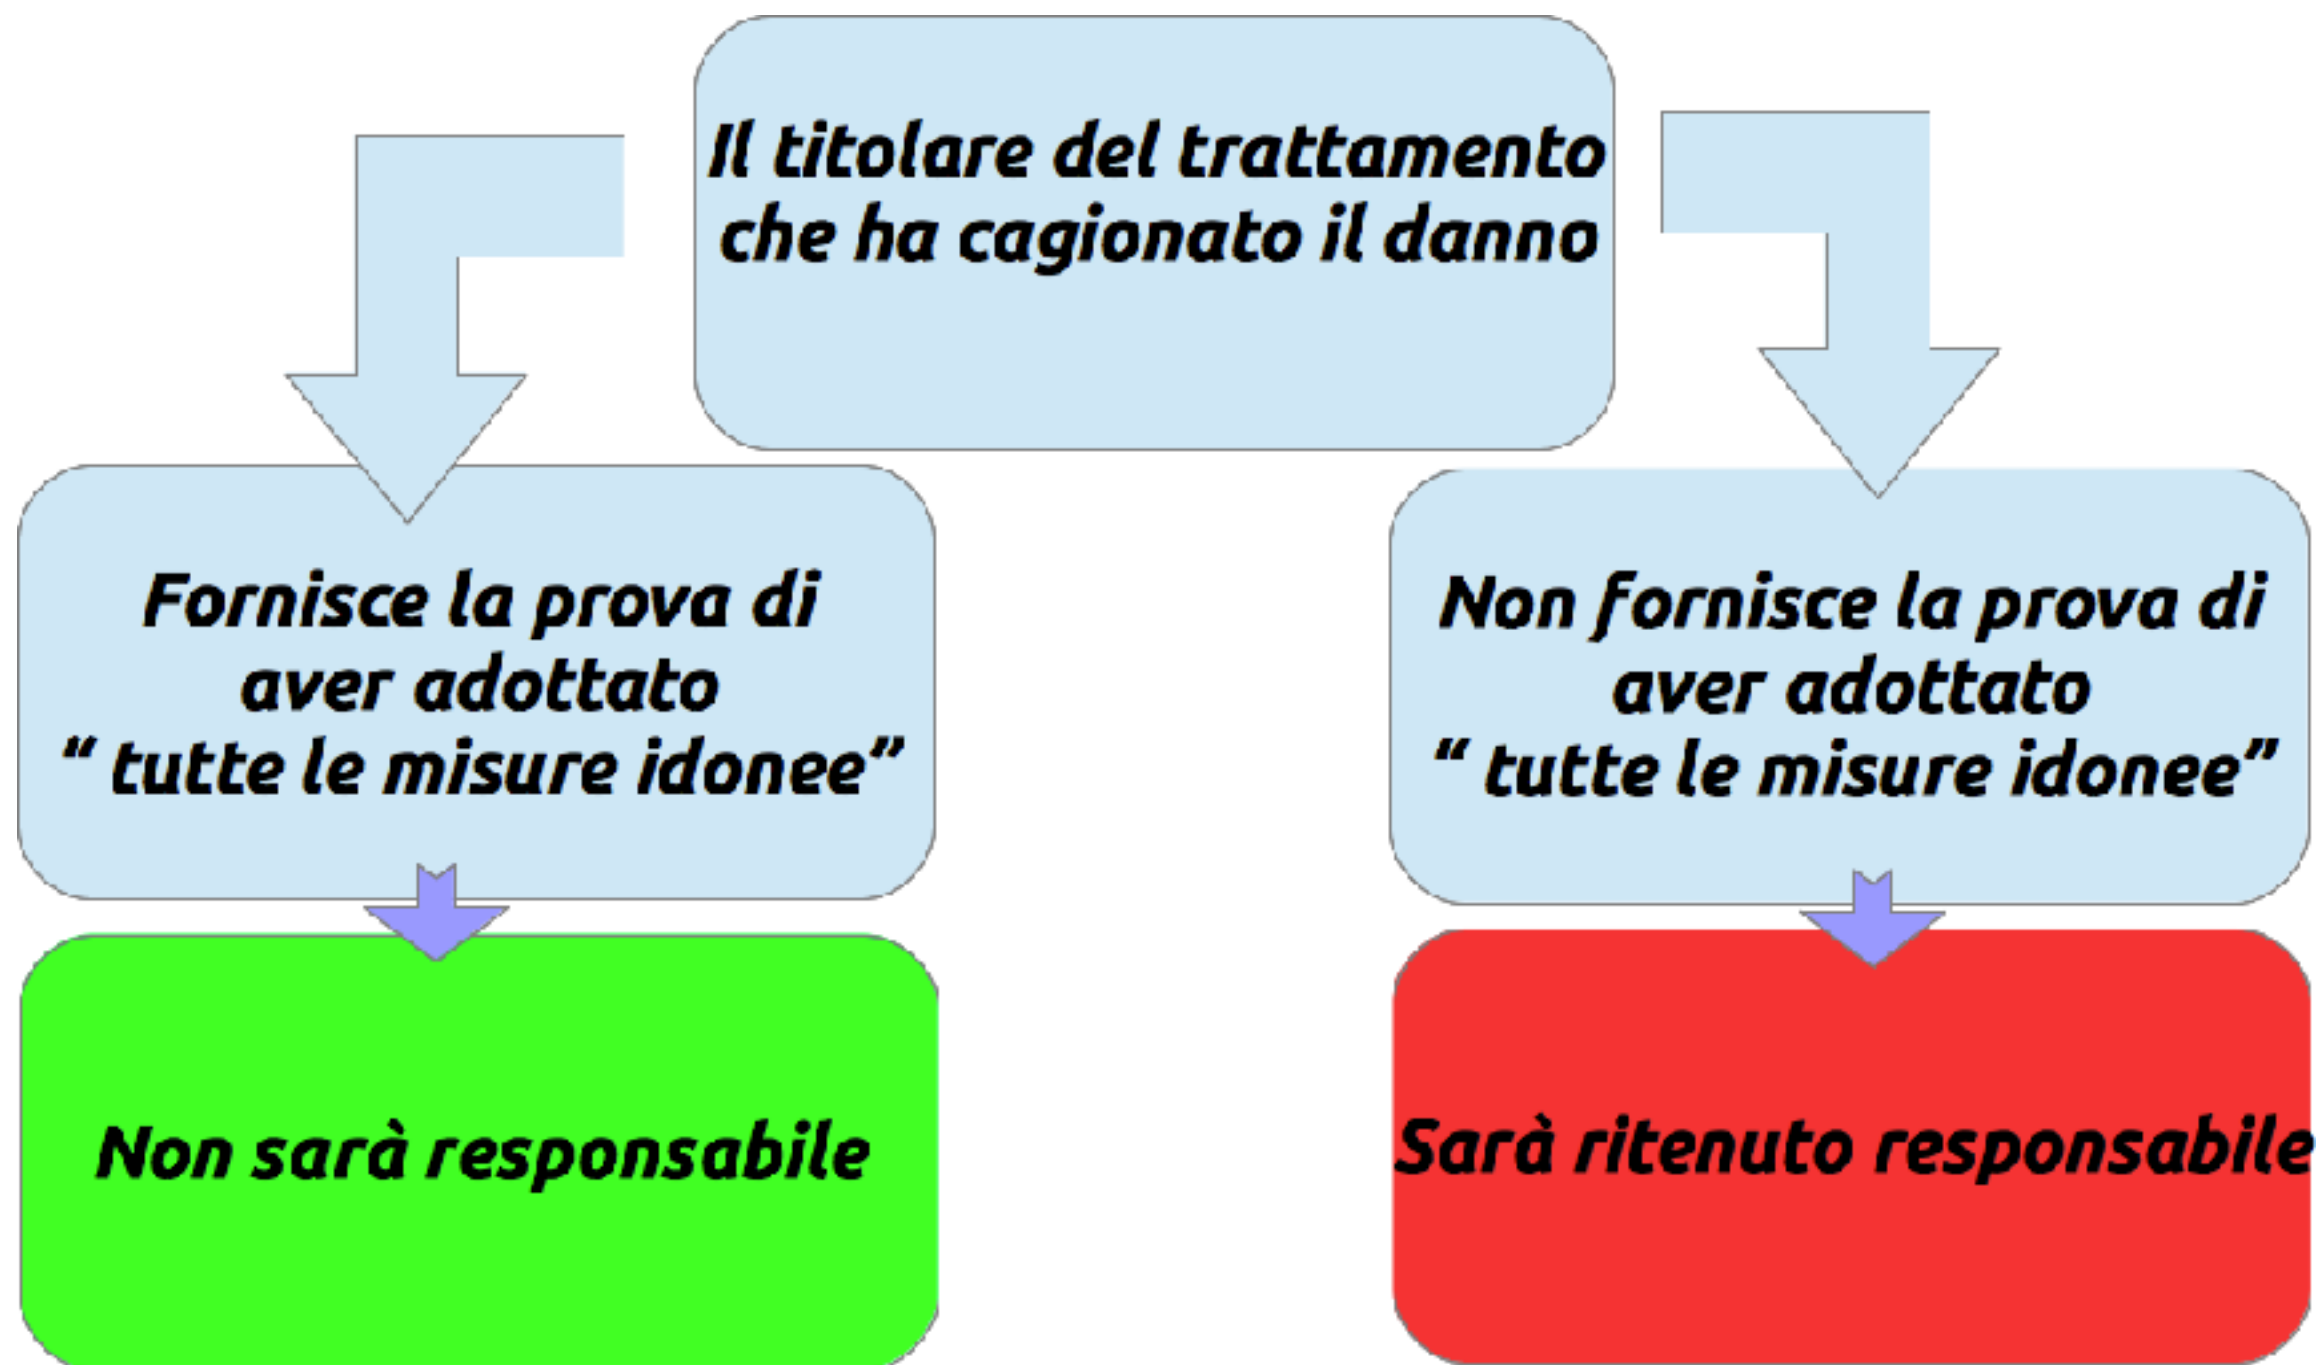 Il titolare del trattamento
che ha cagionato il danno
Fornisce la prova di
aver adottato
“ tutte le misure idonee”
Non fornisce la prova di
aver adottato
“ tutte le misure idonee”
Non sarà responsabile
Sarà ritenuto responsabile